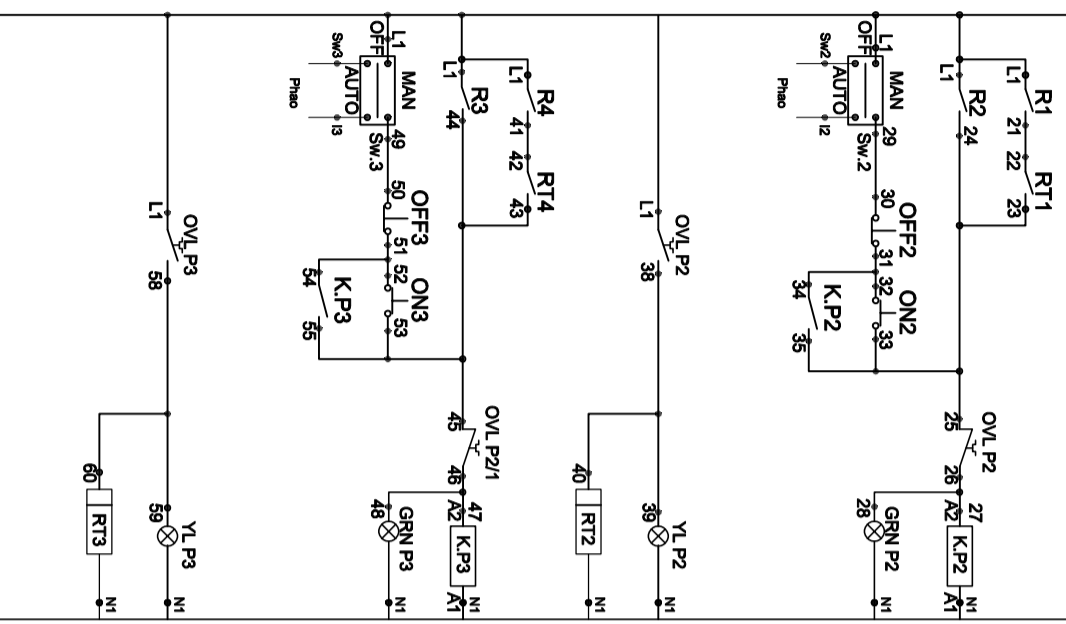 R1
L1
21
22
RT1
23
R2
L1
24
OVL P2
25
26
27
A2
K.P2
A1
N1
GRN P2
28
N1
L1
OFF
MAN
AUTO
Sw2
I2
Phao
Sw.2
29
30
OFF2
31
32
ON2
33
34
K.P2
35
OVL P2
L1
38
YL P2
39
N1
40
RT2
N1
R4
L1
41
42
RT4
43
R3
L1
44
OVL P2/1
45
46
47
A2
K.P3
A1
N1
GRN P3
48
N1
L1
OFF
MAN
AUTO
Sw3
I3
Phao
Sw.3
49
50
OFF3
51
52
ON3
53
54
K.P3
55
OVL P3
L1
58
YL P3
59
N1
60
RT3
N1